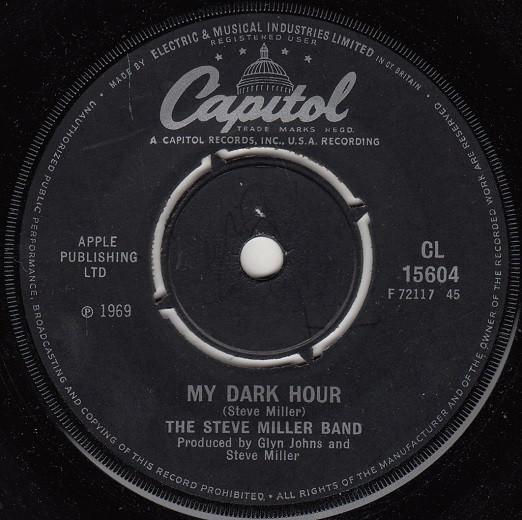 MADE BY ELECTRIC & MUSICAL INDUSTRIES LIMITED IN GT. BRITAIN •
REGISTERED USER
Capitol
TRADE MARKS REGD.
A CAPITOL RECORDS, INC., U.S.A. RECORDING
APPLE
PUBLISHING
LTD
℗ 1969
CL
15604
F 72117 45
MY DARK HOUR
(Steve Miller)
THE STEVE MILLER BAND
Produced by Glyn Johns and
Steve Miller
UNAUTHORIZED PUBLIC PERFORMANCE, BROADCASTING AND COPYING OF THIS RECORD PROHIBITED. • ALL RIGHTS OF THE MANUFACTURER AND OF THE OWNER OF THE RECORDED WORK ARE RESERVED •